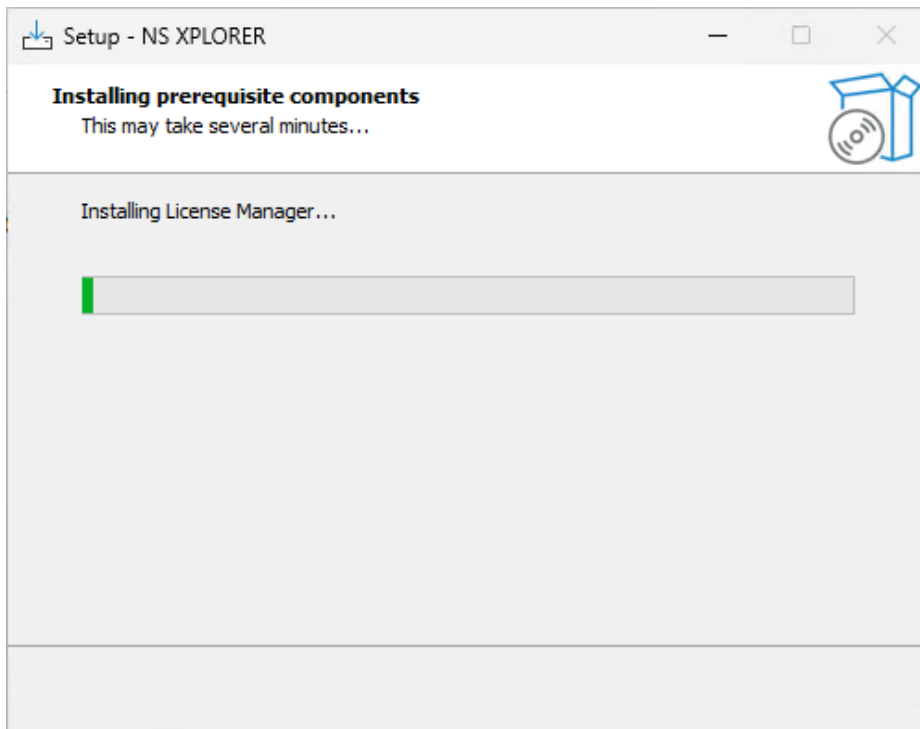 Setup - NS XPLORER
Installing prerequisite components
This may take several minutes...
Installing License Manager...